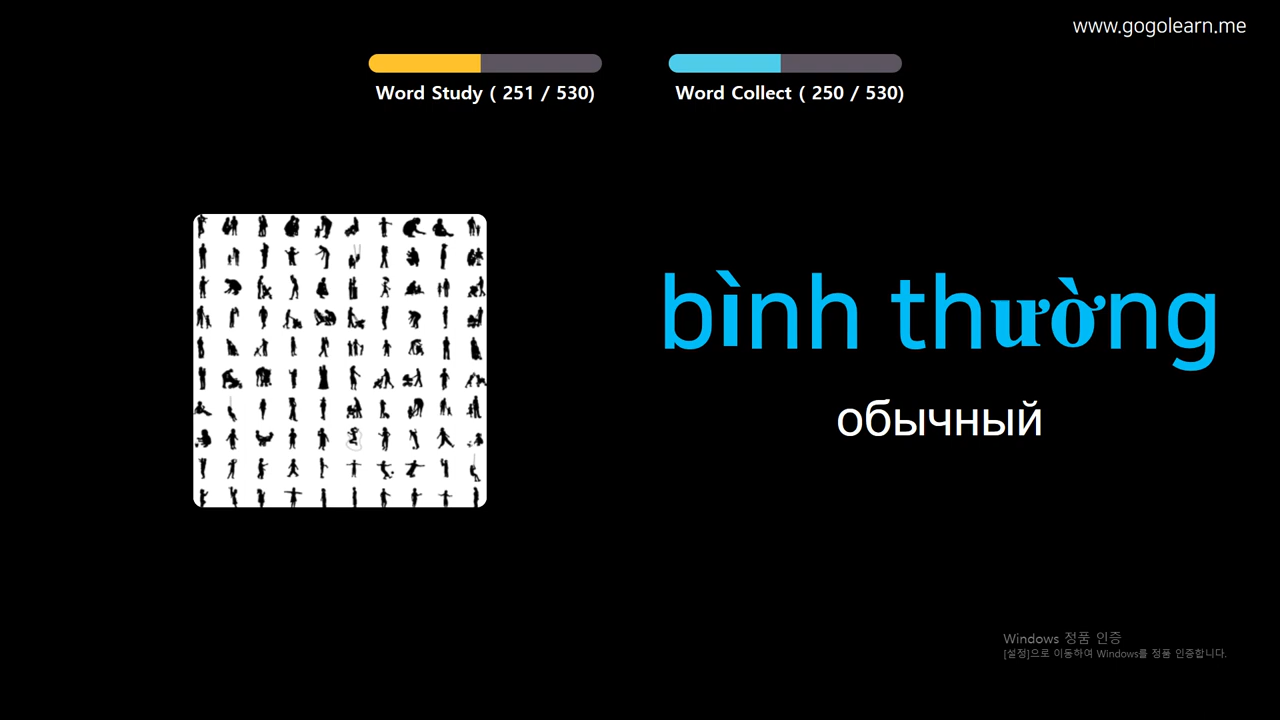 www.gogolearn.me
Word Study ( 251 / 530)
Word Collect ( 250 / 530)
bình thường
обычный
Windows 정품 인증
[설정]으로 이동하여 Windows를 정품 인증합니다.